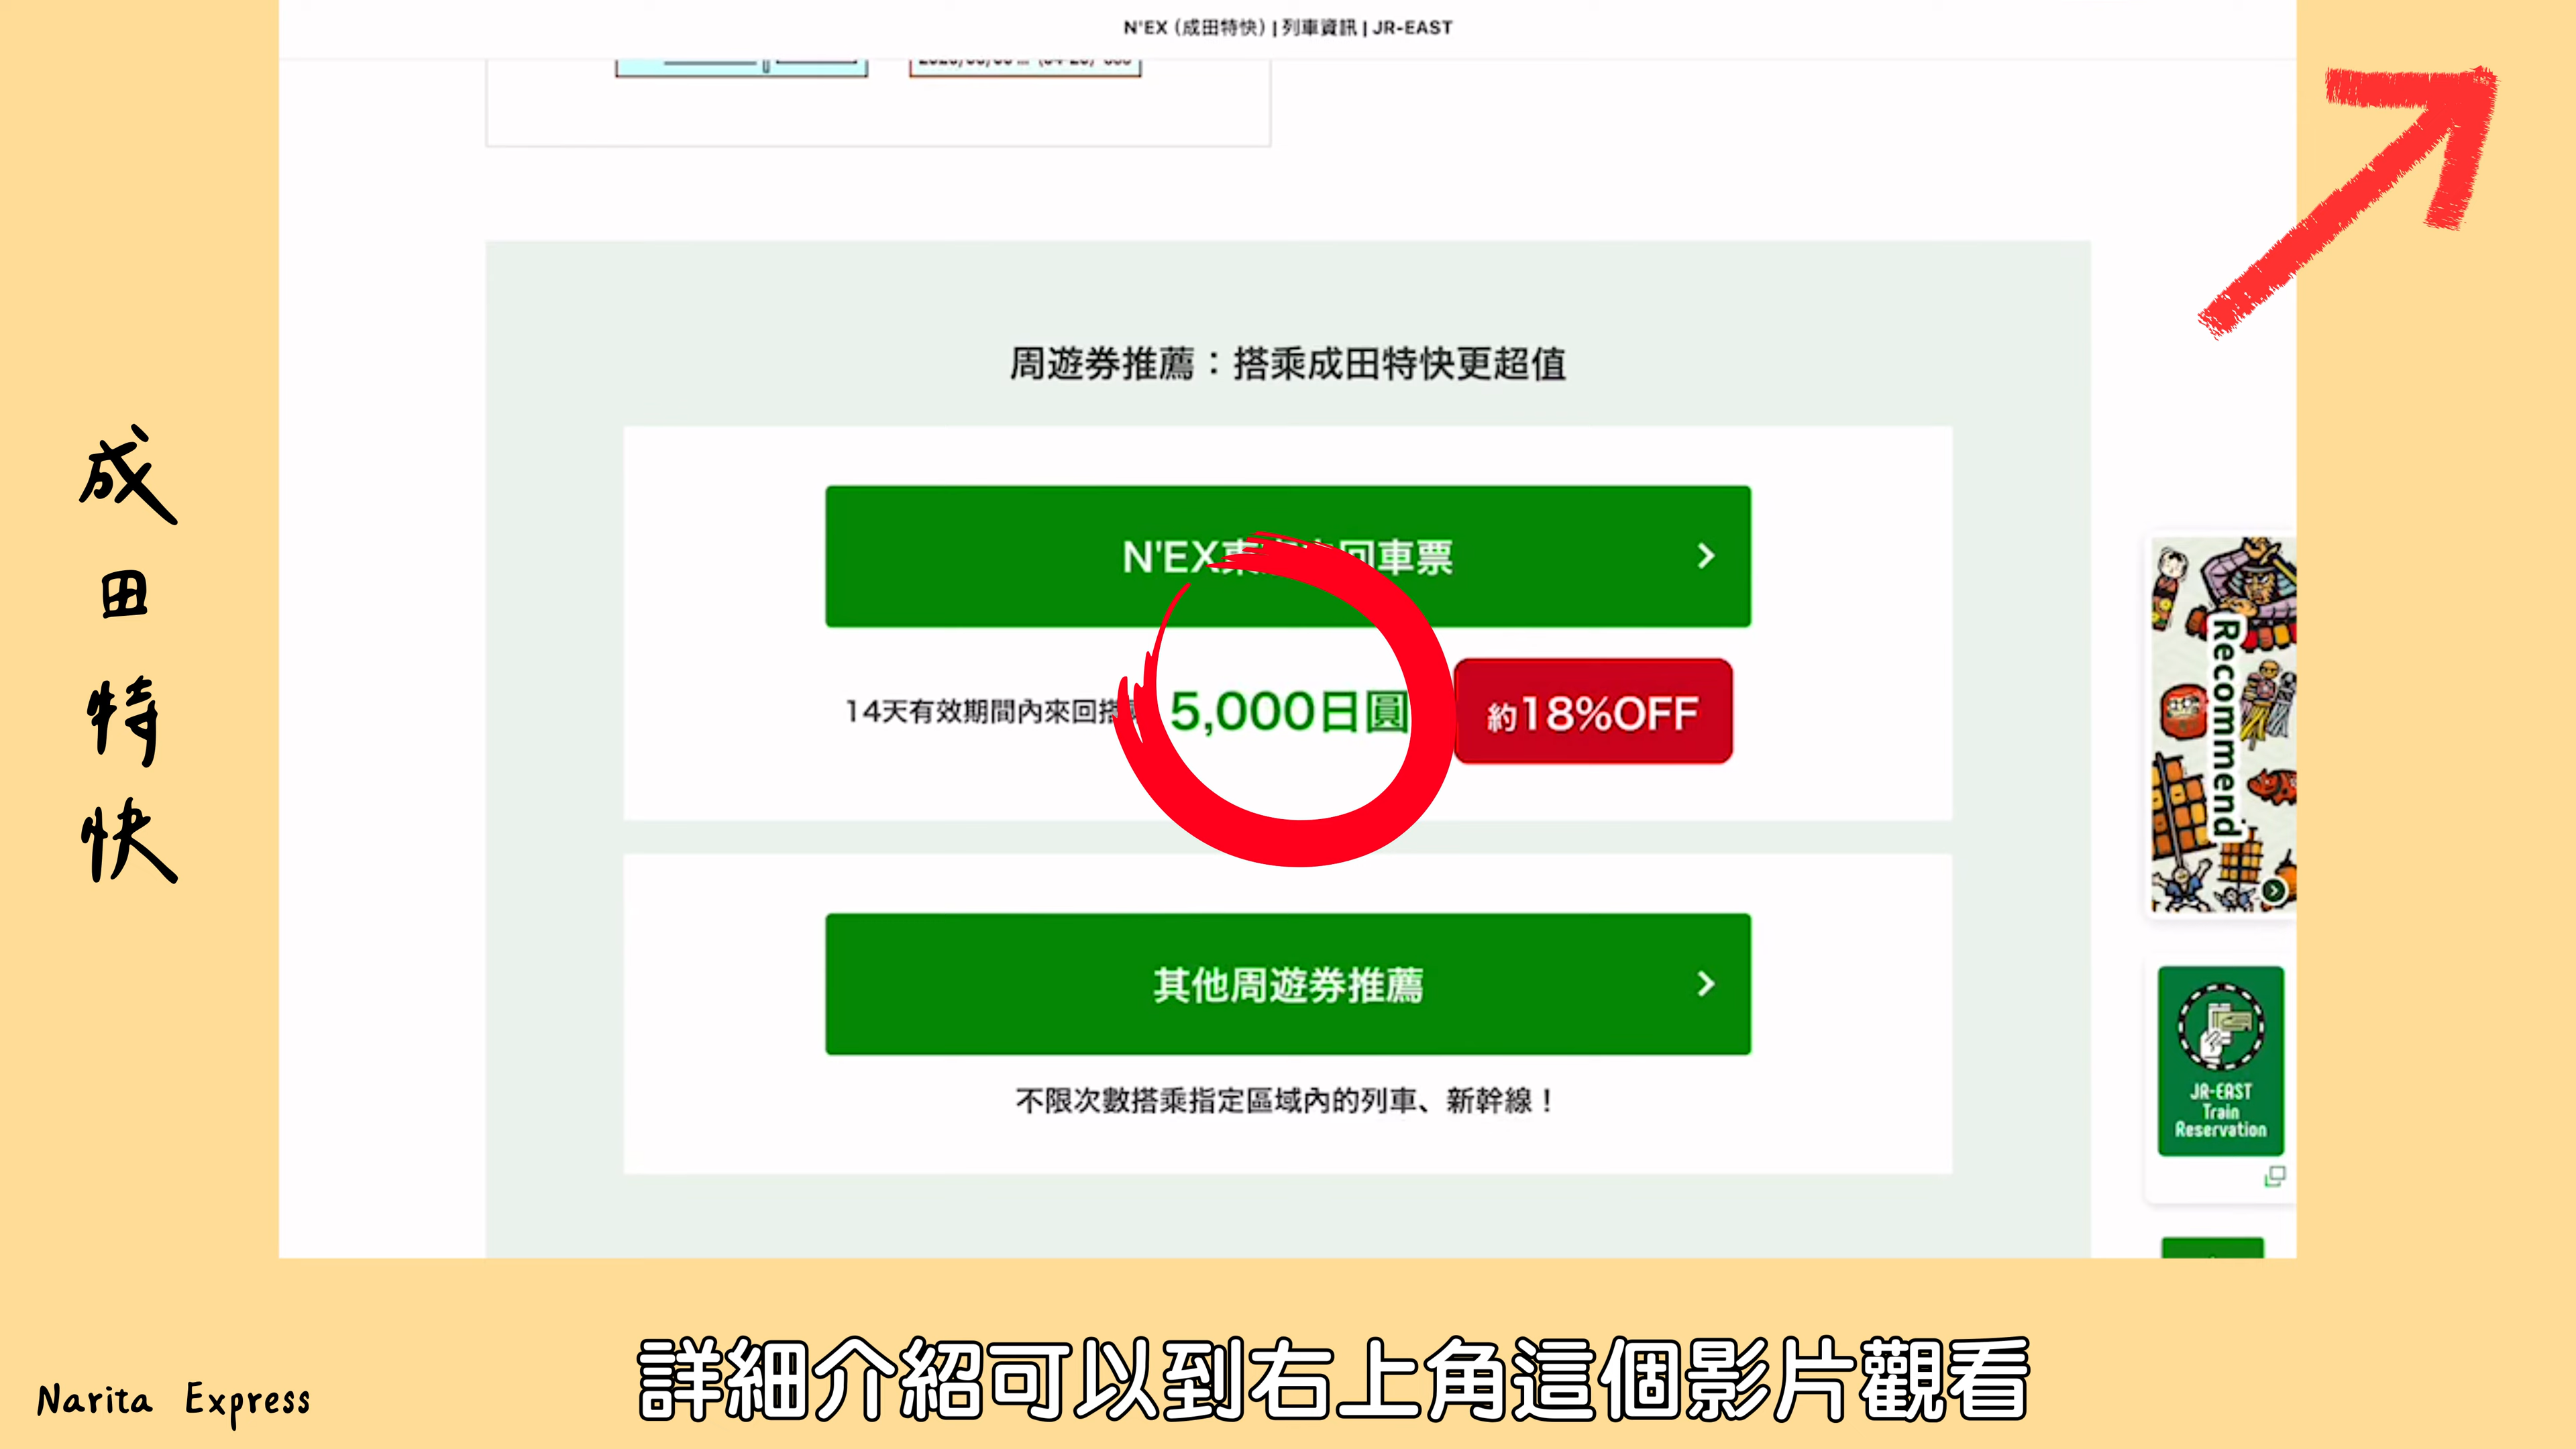 N'EX（成田特快）| 列車資訊 | JR-EAST
周遊券推薦：搭乘成田特快更超值
N'EX東 回車票
14天有效期間內來回搭
5,000日圓
約18%OFF
其他周遊券推薦
不限次數搭乘指定區域內的列車、新幹線！
Recommend
JR-EAST
Train
Reservation
成田特快
Narita Express
詳細介紹可以到右上角這個影片觀看